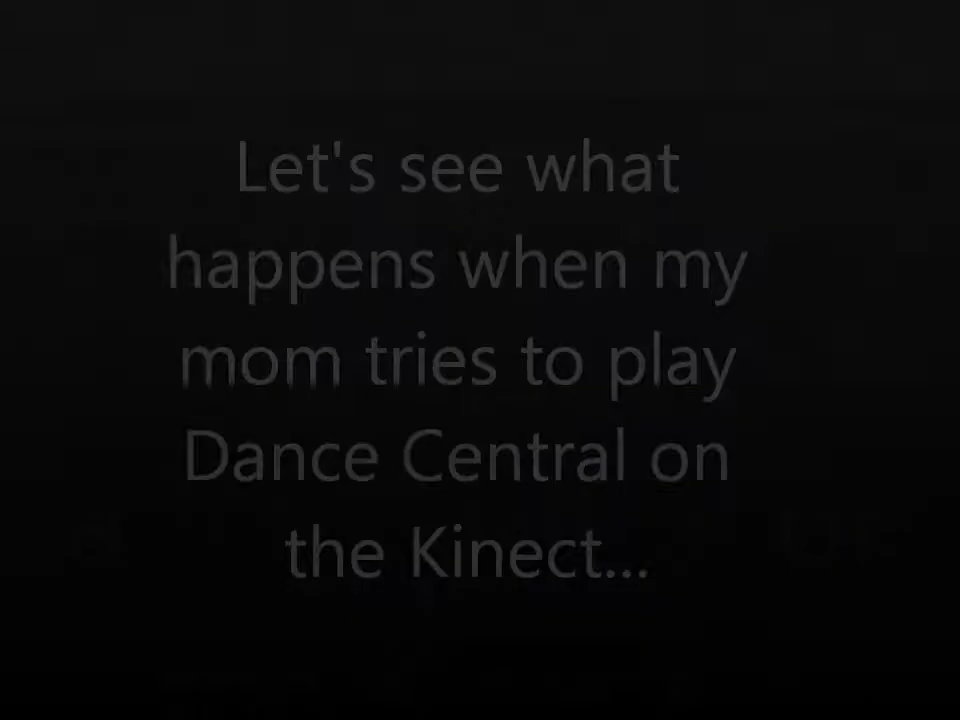 Let's see what
happens when my
mom tries to play
Dance Central on
the Kinect...